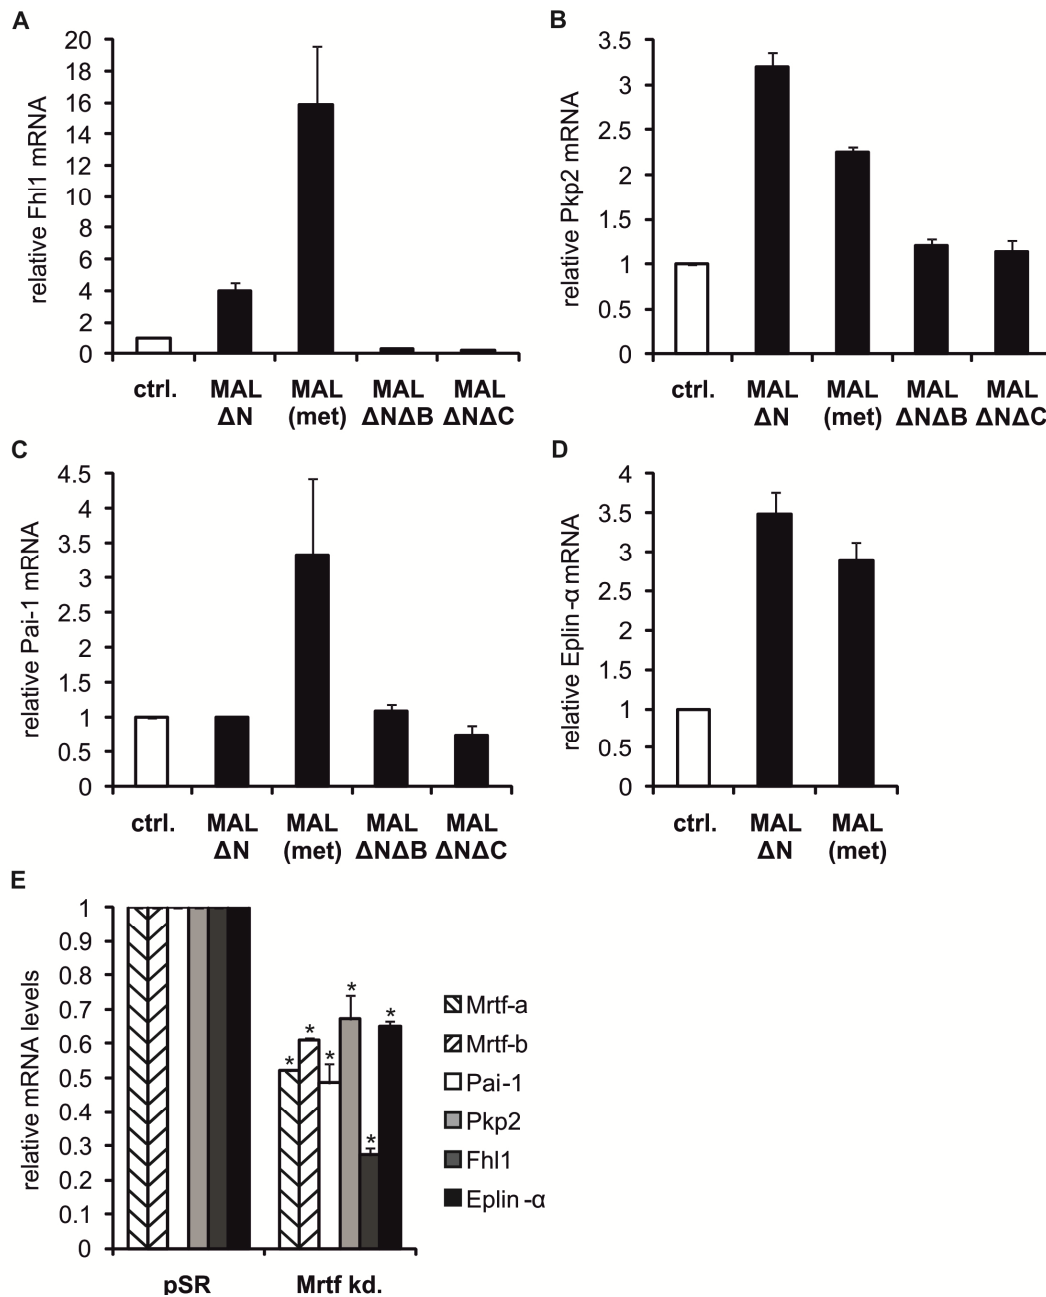 A
relative Fhl1 mRNA
20
18
16
14
12
10
8
6
4
2
0
ctrl. MAL MAL MAL MAL
ΔN (met) ΔNΔB ΔNΔC
B
relative Pkp2 mRNA
3.5
3
2.5
2
1.5
1
0.5
0
ctrl. MAL MAL MAL MAL
ΔN (met) ΔNΔB ΔNΔC
C
relative Pai-1 mRNA
4.5
4
3.5
3
2.5
2
1.5
1
0.5
0
ctrl. MAL MAL MAL MAL
ΔN (met) ΔNΔB ΔNΔC
D
relative Eplin-α mRNA
4
3.5
3
2.5
2
1
0.5
0
ctrl. MAL MAL
ΔN (met)
E
relative mRNA levels
1
0.9
0.8
0.7
0.6
0.5
0.4
0.3
0.2
0.1
0
* * * * * *
pSR Mrtf kd.
Mrtf-a
Mrtf-b
Pai-1
Pkp2
Fhl1
Eplin-α